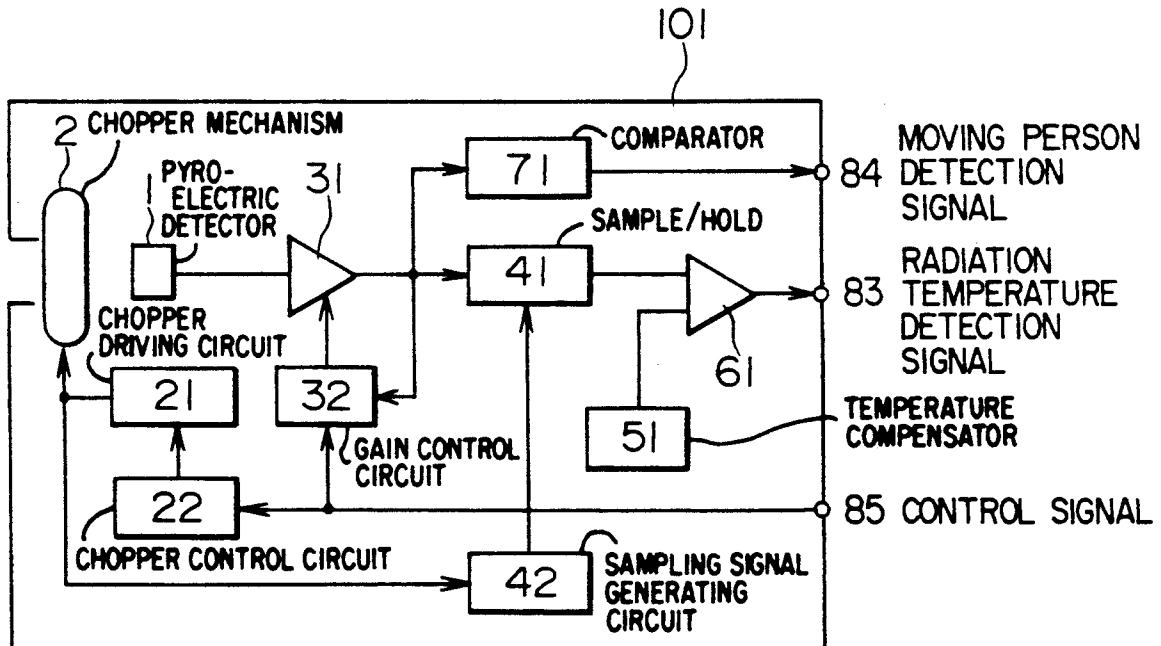 101
2 CHOPPER MECHANISM
1 PYRO-
ELECTRIC
DETECTOR
31
COMPARATOR
71
84 MOVING PERSON
DETECTION
SIGNAL
SAMPLE/HOLD
41
83 RADIATION
TEMPERATURE
DETECTION
SIGNAL
61
CHOPPER
DRIVING CIRCUIT
21
32
GAIN CONTROL
CIRCUIT
51
TEMPERATURE
COMPENSATOR
22
CHOPPER CONTROL CIRCUIT
85 CONTROL SIGNAL
42
SAMPLING SIGNAL
GENERATING
CIRCUIT